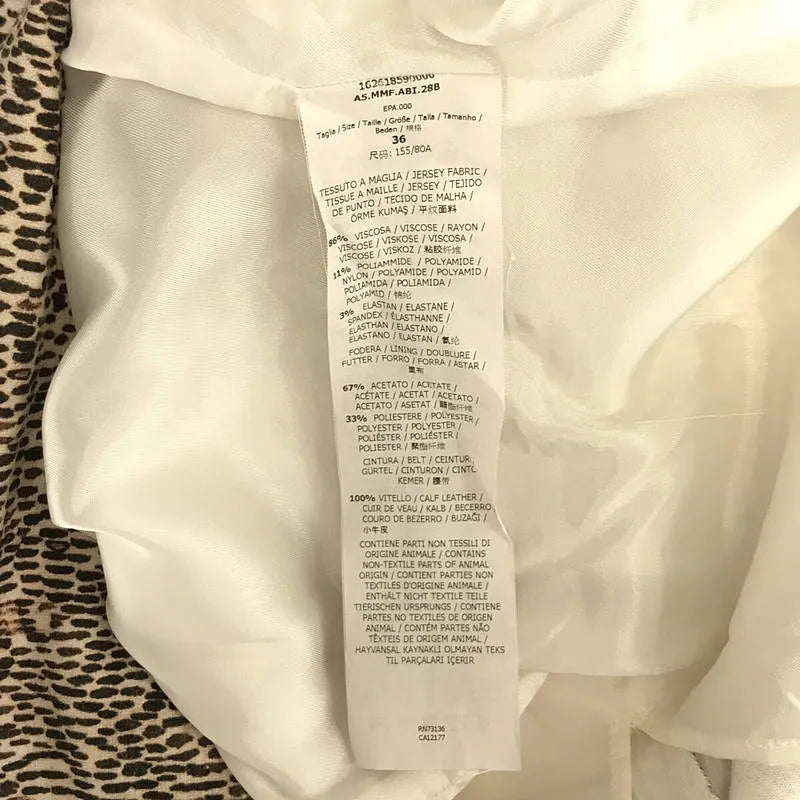 102618590000
A5.MMF.ABI.28B
EPA.000
Taglia / Size / Taille / Größe / Talla / Tamanho /
Beden / 规格
36
尺码: 155/80A
TESSUTO A MAGLIA / JERSEY FABRIC /
TISSUE A MAILLE / JERSEY / TEJIDO
DE PUNTO / TECIDO DE MALHA /
ÖRME KUMAŞ / 平纹面料
86% VISCOSA / VISCOSE / RAYON /
VISCOSE / VISKOSE / VISCOSA /
VISCOSE / VISKOZ / 粘胶纤维
11% POLIAMMIDE / POLYAMIDE /
NYLON / POLYAMIDE / POLYAMID /
POLIAMIDA / POLIAMIDA /
POLYAMID / 锦纶
3% ELASTAN / ELASTANE /
SPANDEX / ÉLASTHANNE /
ELASTHAN / ELASTANO /
ELASTANO / ELASTAN / 氨纶
FODERA / LINING / DOUBLURE /
FUTTER / FORRO / FORRA / ASTAR /
里布
67% ACETATO / ACETATE /
ACÉTATE / ACETAT / ACETATO /
ACETATO / ASETAT / 醋酯纤维
33% POLIESTERE / POLYESTER /
POLYESTER / POLYESTER /
POLIÉSTER / POLIÉSTER /
POLIESTER / 聚酯纤维
CINTURA / BELT / CEINTUR
GÜRTEL / CINTURON / CINTO
KEMER / 腰带
100% VITELLO / CALF LEATHER /
CUIR DE VEAU / KALB / BECERRO
COURO DE BEZERRO / BUZAĞI /
小牛皮
CONTIENE PARTI NON TESSILI DI
ORIGINE ANIMALE / CONTAINS
NON-TEXTILE PARTS OF ANIMAL
ORIGIN / CONTIENT PARTIES NON
TEXTILES D'ORIGINE ANIMALE /
ENTHÄLT NICHT TEXTILE TEILE
TIERISCHEN URSPRUNGS / CONTIENE
PARTES NO TEXTILES DE ORIGEN
ANIMAL / CONTÉM PARTES NÃO
TÊXTEIS DE ORIGEM ANIMAL /
HAYVANSAL KAYNAKLI OLMAYAN TEKS
TIL PARÇALARI İÇERIR
RN73136
CA12177